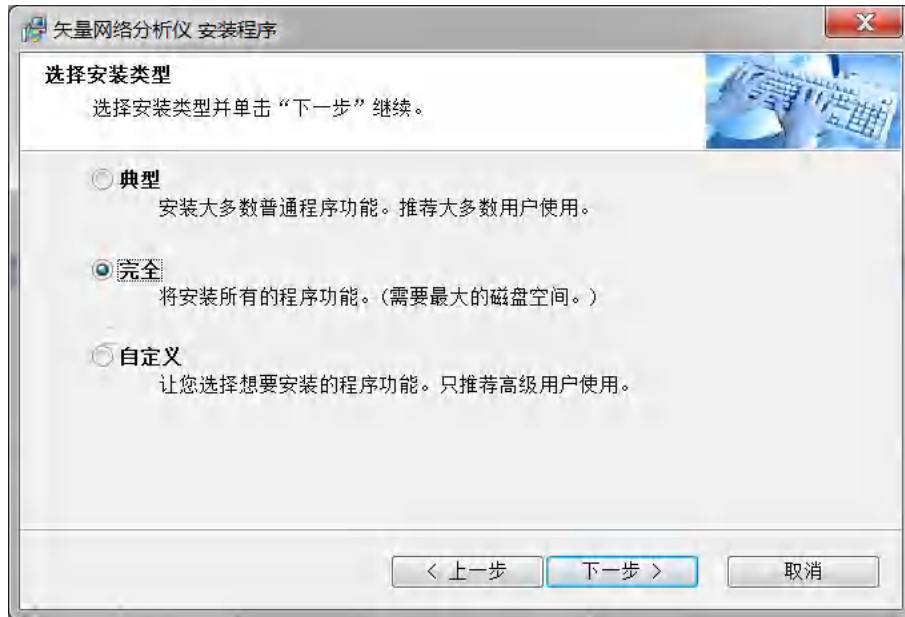 矢量网络分析仪 安装程序
选择安装类型
选择安装类型并单击“下一步”继续。
典型
安装大多数普通程序功能。推荐大多数用户使用。
完全
将安装所有的程序功能。(需要最大的磁盘空间。)
自定义
让您选择想要安装的程序功能。只推荐高级用户使用。
< 上一步 下一步 > 取消